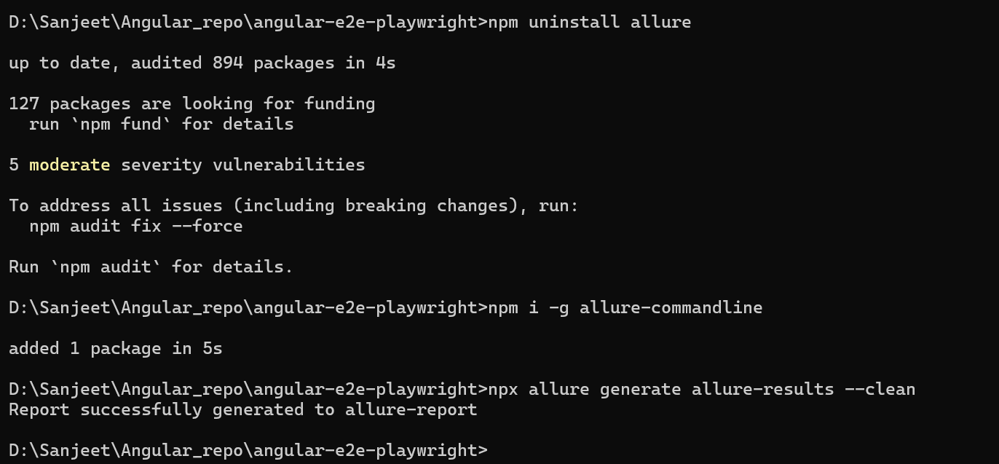 D:\Sanjeet\Angular_repo\angular-e2e-playwright>npm uninstall allure
up to date, audited 894 packages in 4s
127 packages are looking for funding
  run `npm fund` for details
5 moderate severity vulnerabilities
To address all issues (including breaking changes), run:
  npm audit fix --force
Run `npm audit` for details.
D:\Sanjeet\Angular_repo\angular-e2e-playwright>npm i -g allure-commandline
added 1 package in 5s
D:\Sanjeet\Angular_repo\angular-e2e-playwright>npx allure generate allure-results --clean
Report successfully generated to allure-report
D:\Sanjeet\Angular_repo\angular-e2e-playwright>